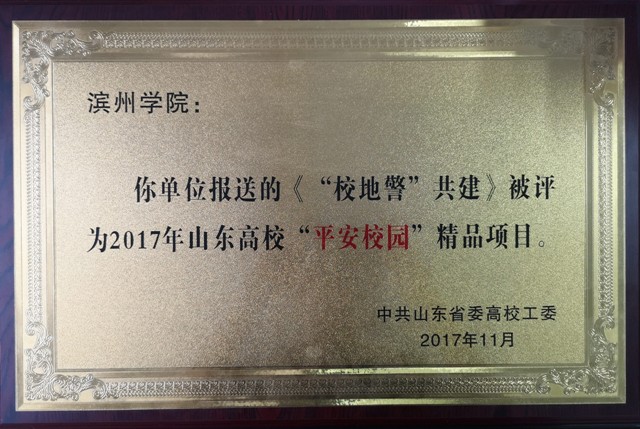 滨州学院：
你单位报送的《“校地警”共建》被评
为2017年山东高校“平安校园”精品项目。
中共山东省委高校工委
2017年11月